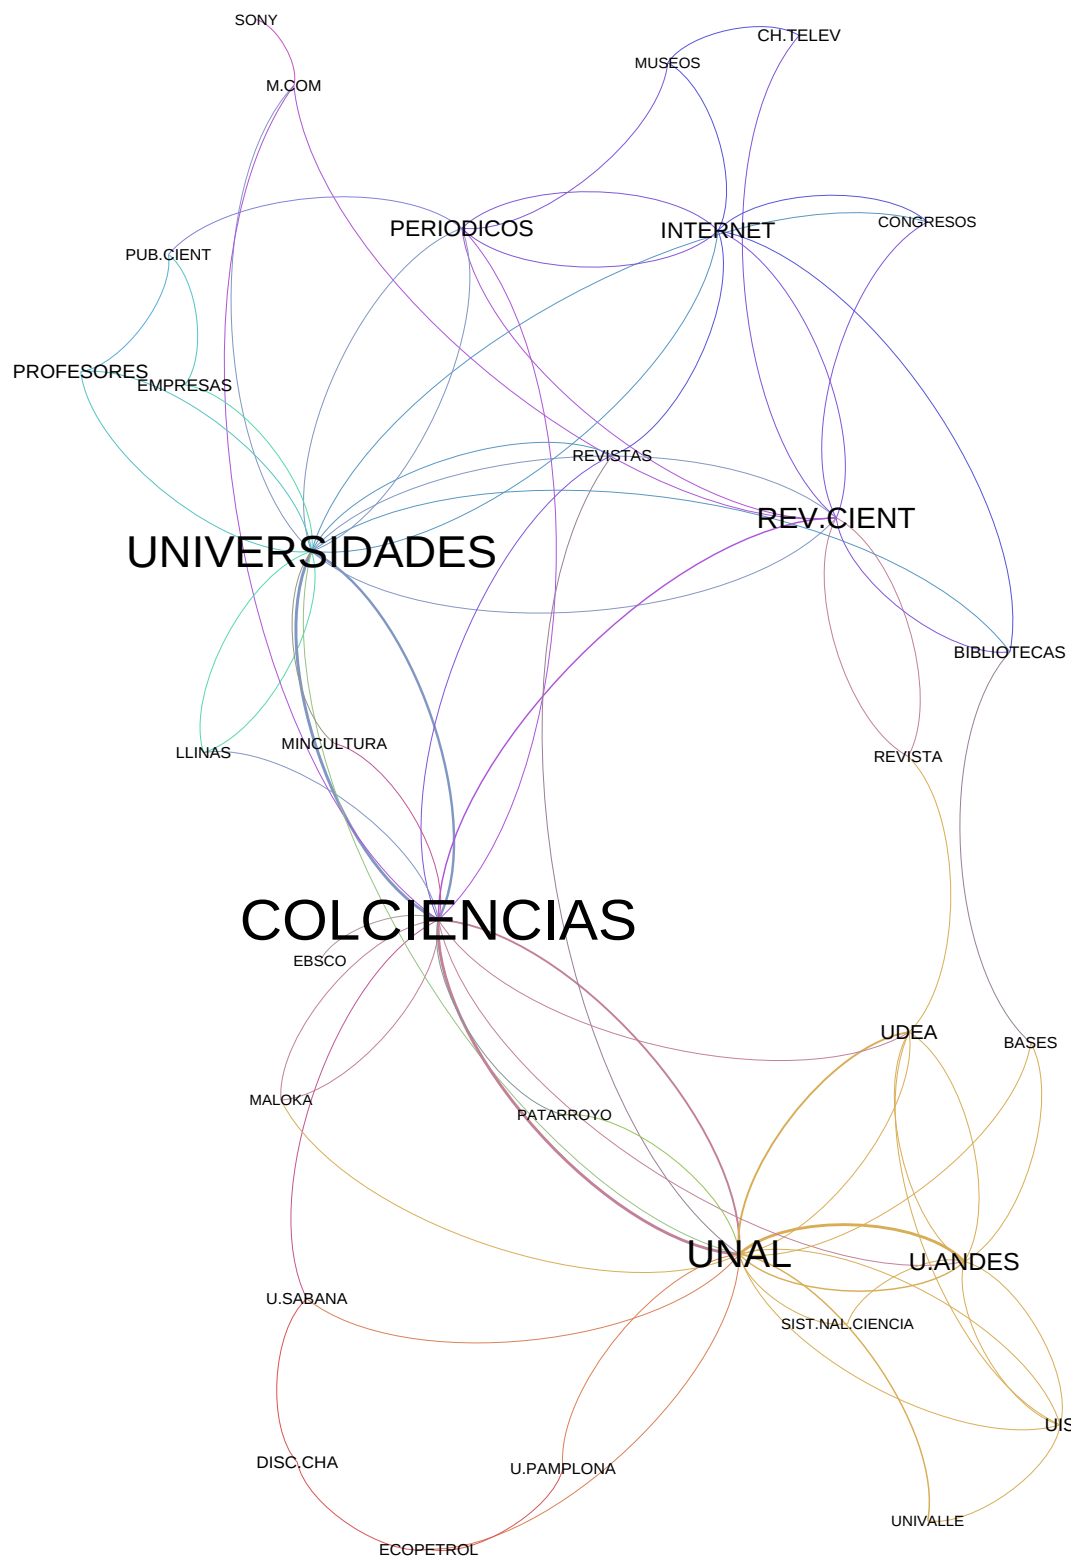 SONY
CH.TELEV
MUSEOS
M.COM
CONGRESOS
PERIODICOS
INTERNET
PUB.CIENT
PROFESORES
EMPRESAS
REVISTAS
REV.CIENT
UNIVERSIDADES
BIBLIOTECAS
MINCULTURA
LLINAS
REVISTA
COLCIENCIAS
EBSCO
UDEA
BASES
MALOKA
PATARROYO
UNAL
U.ANDES
U.SABANA
SIST.NAL.CIENCIA
UIS
DISC.CHA
U.PAMPLONA
UNIVALLE
ECOPETROL